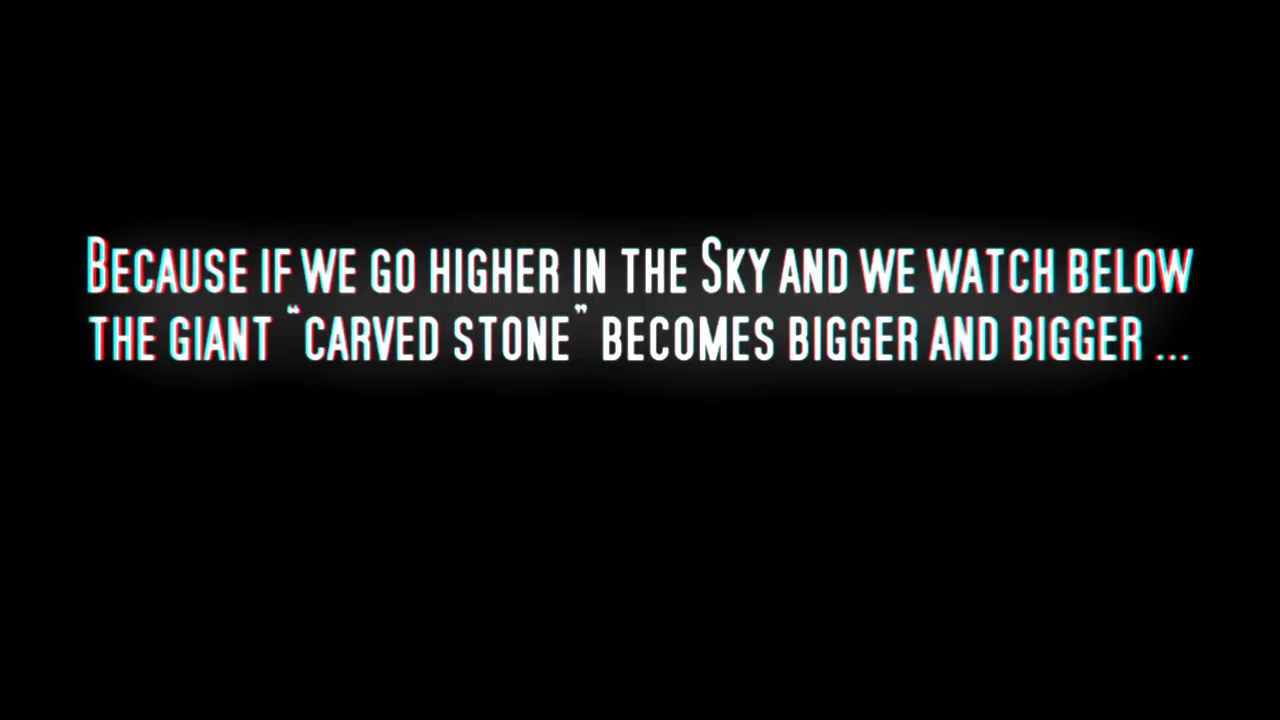 Because if we go higher in the Sky and we watch below
the giant “carved stone” becomes bigger and bigger ...